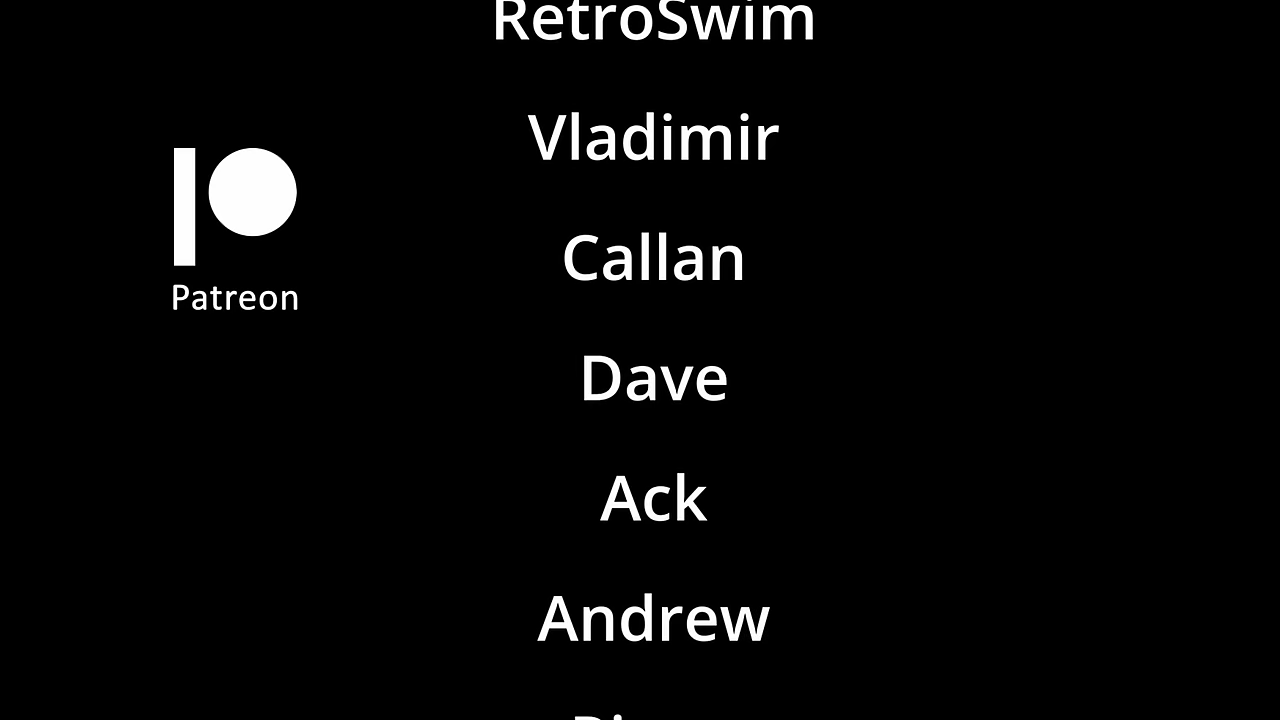 RetroSwim
Vladimir
Callan
Patreon
Dave
Ack
Andrew